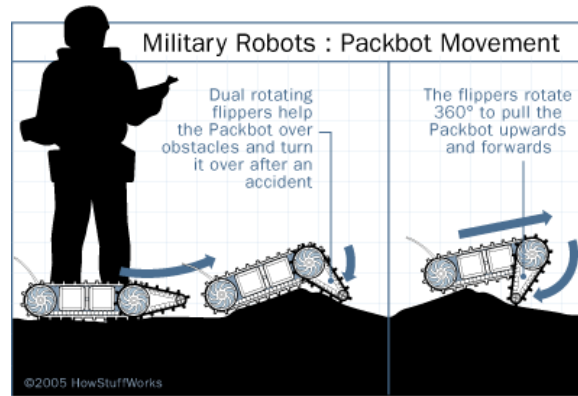 Military Robots : Packbot Movement
Dual rotating
flippers help
the Packbot over
obstacles and turn
it over after an
accident
The flippers rotate
360° to pull the
Packbot upwards
and forwards
©2005 HowStuffWorks